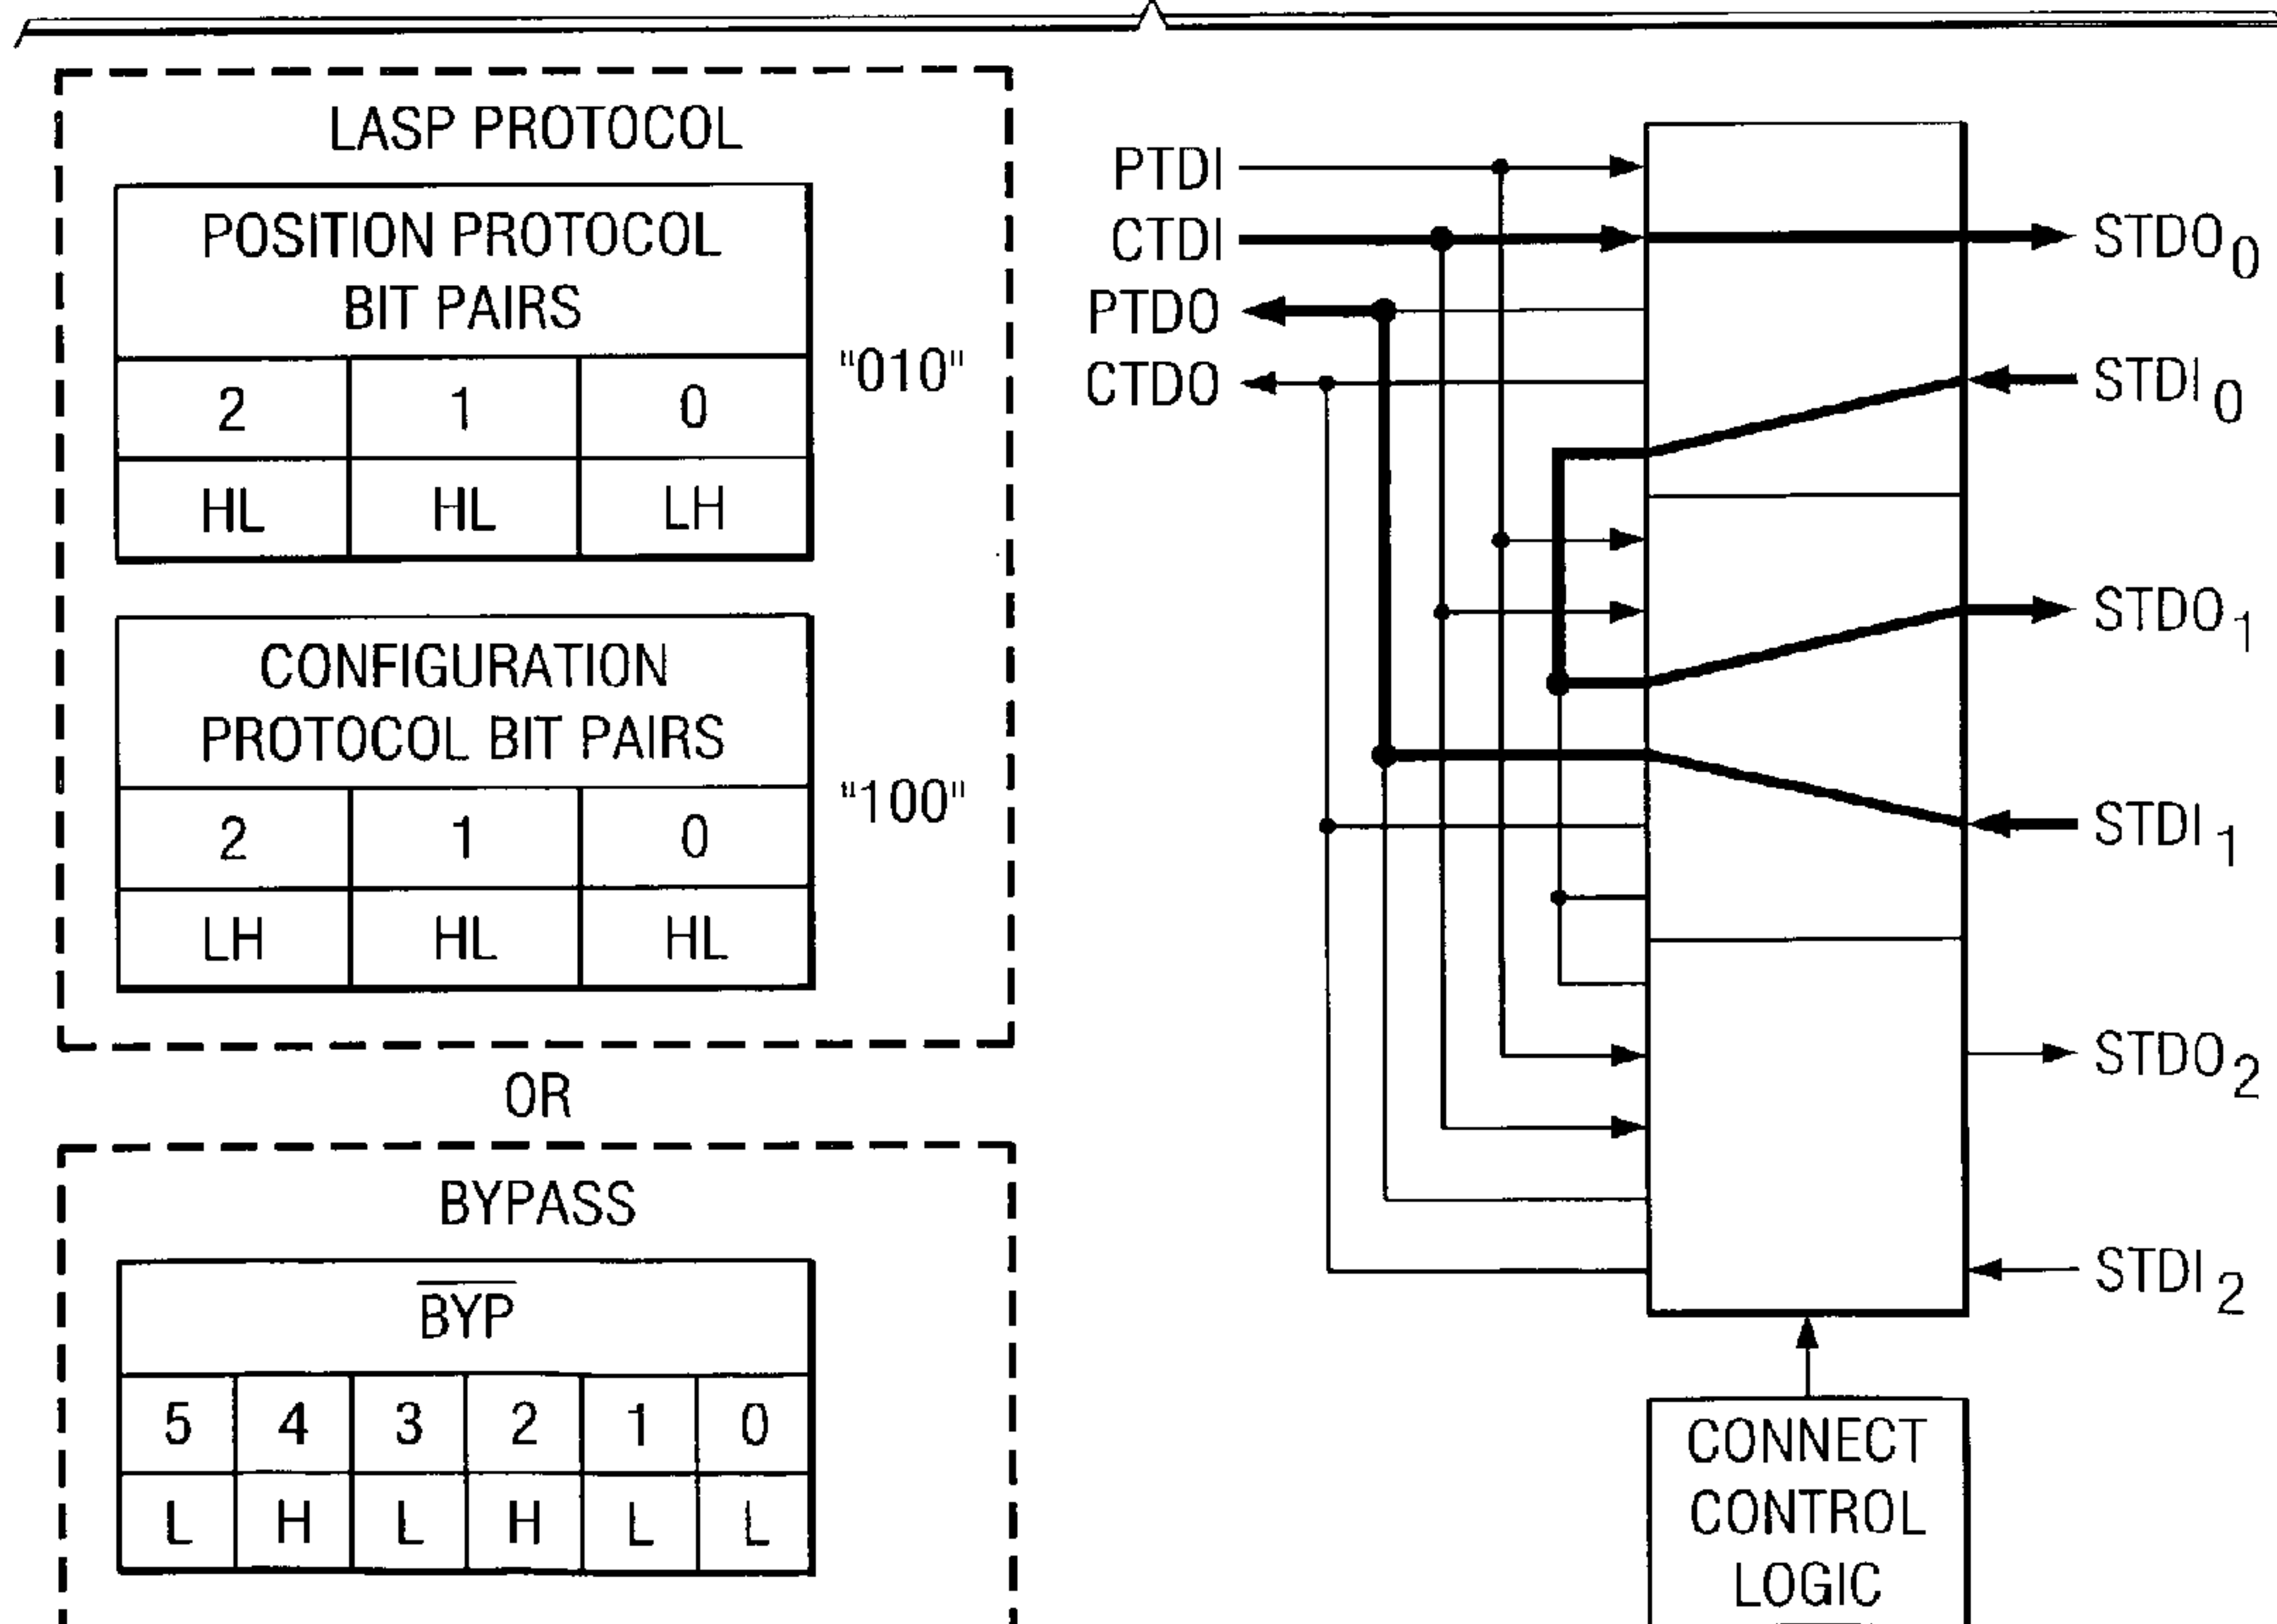 LASP PROTOCOL
POSITION PROTOCOL
BIT PAIRS
2 1 0
HL HL LH
"010"
CONFIGURATION
PROTOCOL BIT PAIRS
2 1 0
LH HL HL
"100"
OR
BYPASS
BYP
5 4 3 2 1 0
L H L H L L
PTDI
CTDI
PTDO
CTDO
STDO0
STDI0
STDO1
STDI1
STDO2
STDI2
CONNECT
CONTROL
LOGIC